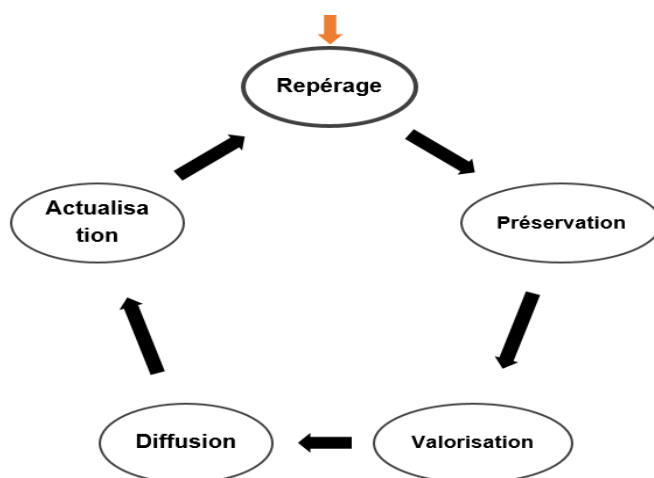 Repérage
Préservation
Valorisation
Diffusion
Actualisa
tion